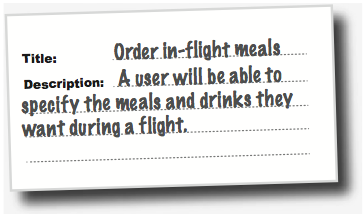 Title: Order in-flight meals
Description: A user will be able to
specify the meals and drinks they
want during a flight.